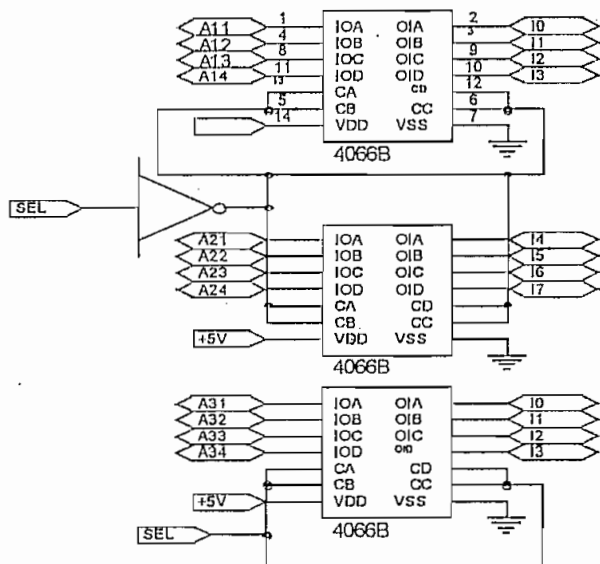 A11 1 IOA OIA 2 I0
A12 4 IOB OIB 3 I1
A13 8 IOC OIC 9 I2
A14 11 IOD OID 10 I3
13 CA CD 12
5 CB CC 6
14 VDD VSS 7
4066B
SEL
A21 IOA OIA I4
A22 IOB OIB I5
A23 IOC OIC I6
A24 IOD OID I7
CA CD
CB CC
+5V VDD VSS
4066B
A31 IOA OIA I0
A32 IOB OIB I1
A33 IOC OIC I2
A34 IOD OID I3
CA CD
CB CC
+5V VDD VSS
SEL
4066B